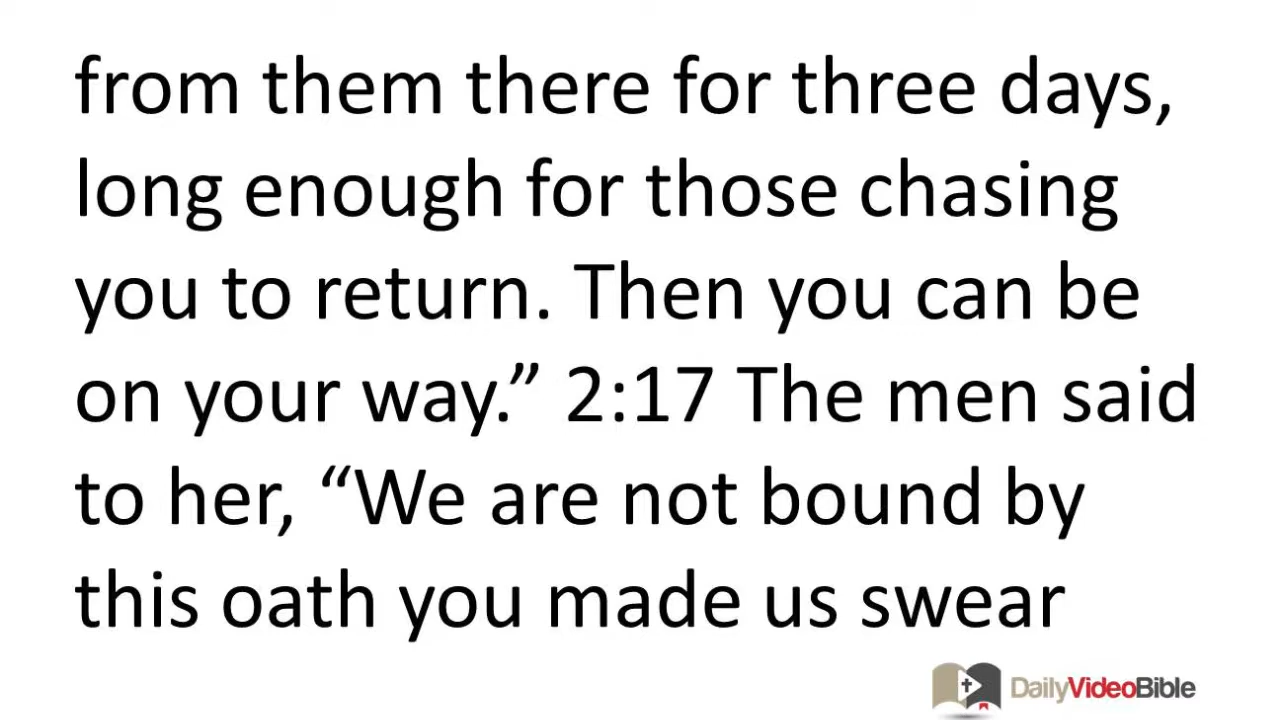 from them there for three days,
long enough for those chasing
you to return. Then you can be
on your way.” 2:17 The men said
to her, “We are not bound by
this oath you made us swear
DailyVideoBible